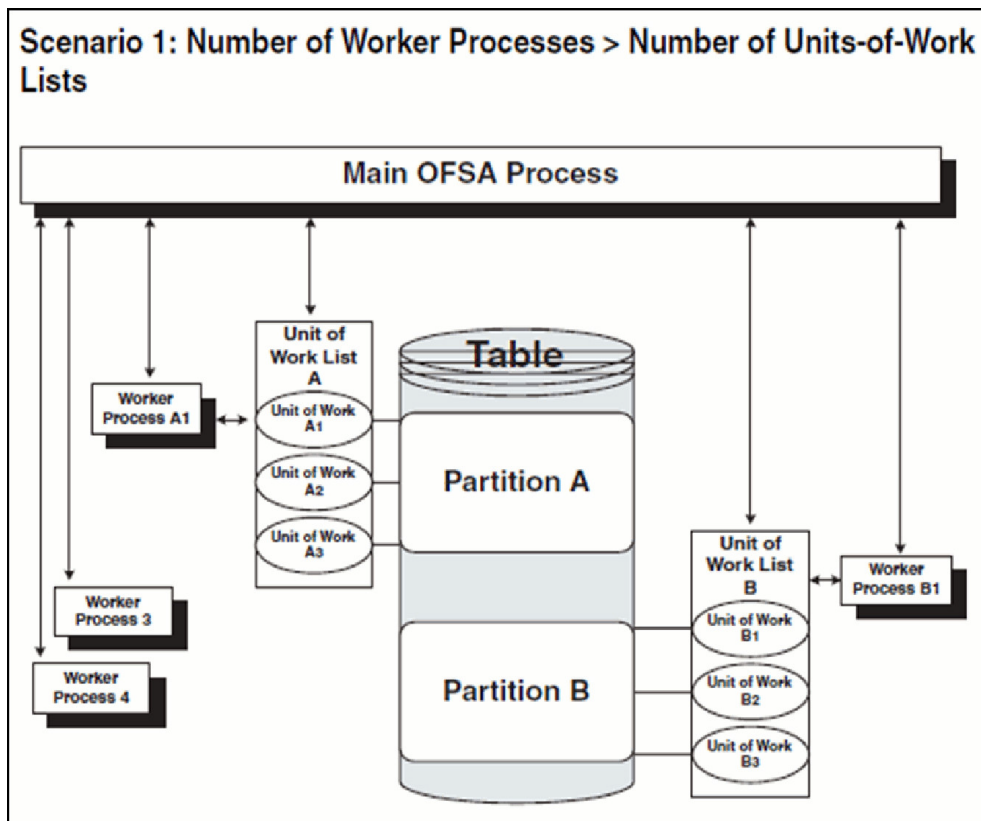 Scenario 1: Number of Worker Processes > Number of Units-of-Work
Lists
Main OFSA Process
Unit of
Work List
A
Table
Worker
Process A1
Unit of Work
A1
Unit of Work
A2
Unit of Work
A3
Partition A
Unit of
Work List
B
Worker
Process B1
Worker
Process 3
Unit of Work
B1
Worker
Process 4
Partition B
Unit of Work
B2
Unit of Work
B3